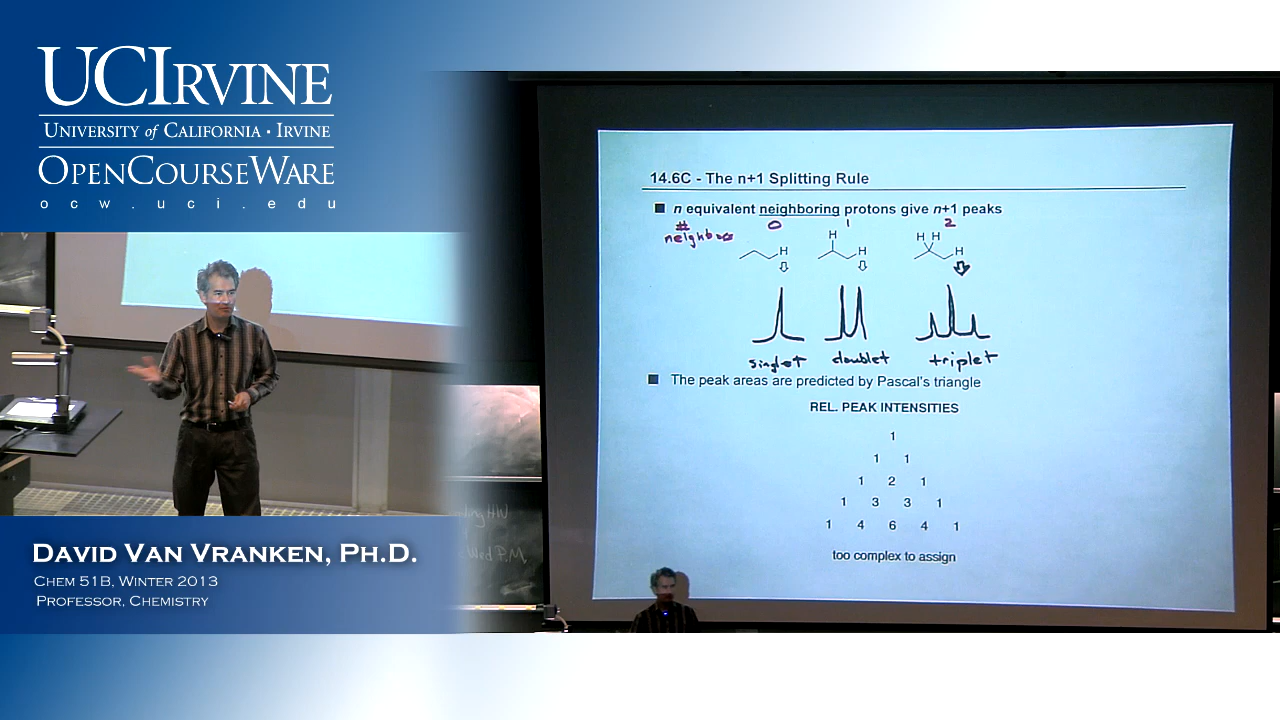 UCIRVINE
UNIVERSITY of CALIFORNIA · IRVINE
OPENCOURSEWARE
ocw.uci.edu
14.6C - The n+1 Splitting Rule
n equivalent neighboring protons give n+1 peaks
# neighbors 0 1 2
H H H H H H
singlet doublet triplet
The peak areas are predicted by Pascal's triangle
REL. PEAK INTENSITIES
1
1 1
1 2 1
1 3 3 1
1 4 6 4 1
too complex to assign
DAVID VAN VRANKEN, PH.D.
CHEM 51B, WINTER 2013
PROFESSOR, CHEMISTRY